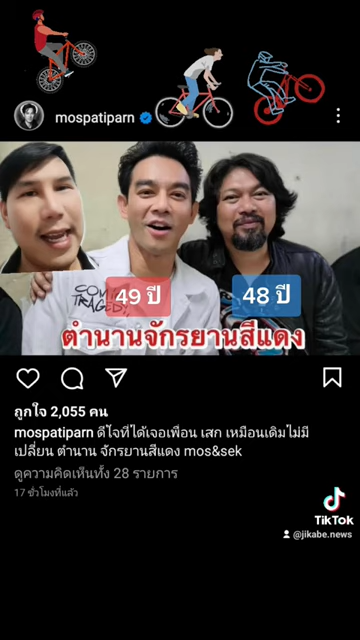 mospatiparn
COMEDY
TRAGEDY
49 ปี
48 ปี
ตำนานจักรยานสีแดง
ถูกใจ 2,055 คน
mospatiparn ดีใจที่ได้เจอเพื่อน เสก เหมือนเดิมไม่มี
เปลี่ยน ตำนาน จักรยานสีแดง mos&sek
ดูความคิดเห็นทั้ง 28 รายการ
17 ชั่วโมงที่แล้ว
TikTok
@jikabe.news